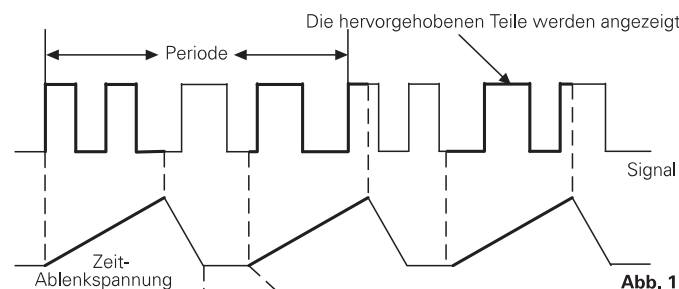 Die hervorgehobenen Teile werden angezeigt
Periode
Signal
Zeit-
Ablenkspannung
Abb. 1